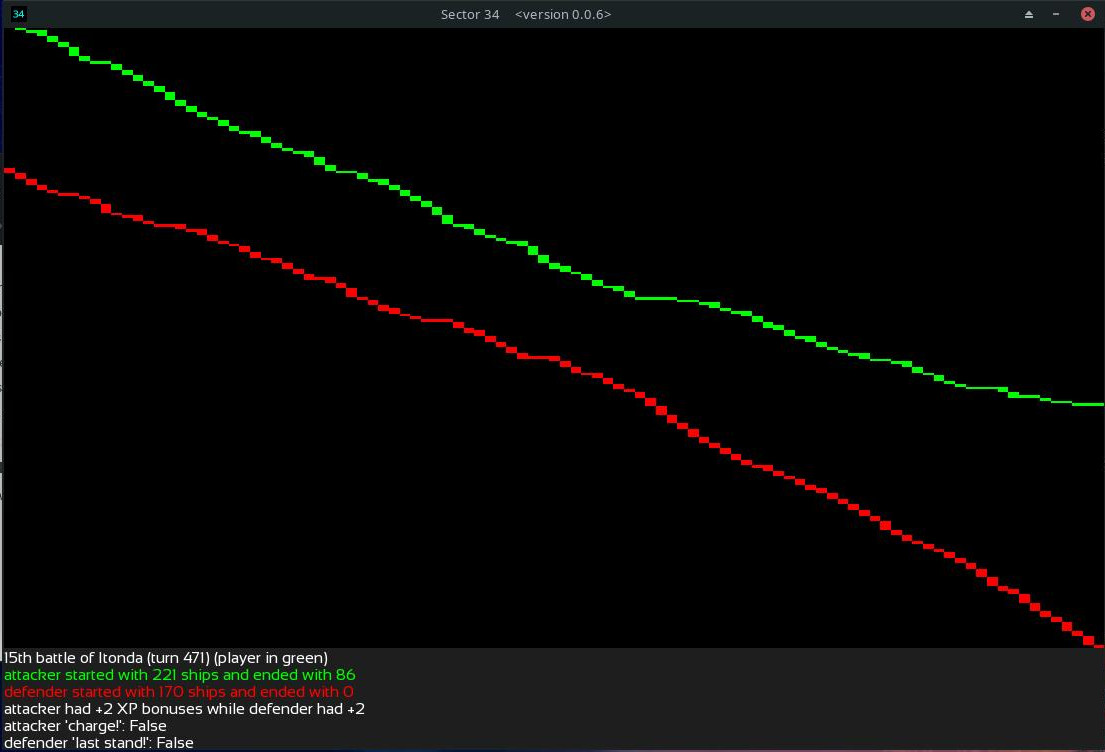 34
Sector 34 <version 0.0.6>
15th battle of Itonda (turn 471) (player in green)
attacker started with 221 ships and ended with 86
defender started with 170 ships and ended with 0
attacker had +2 XP bonuses while defender had +2
attacker 'charge!': False
defender 'last stand!': False